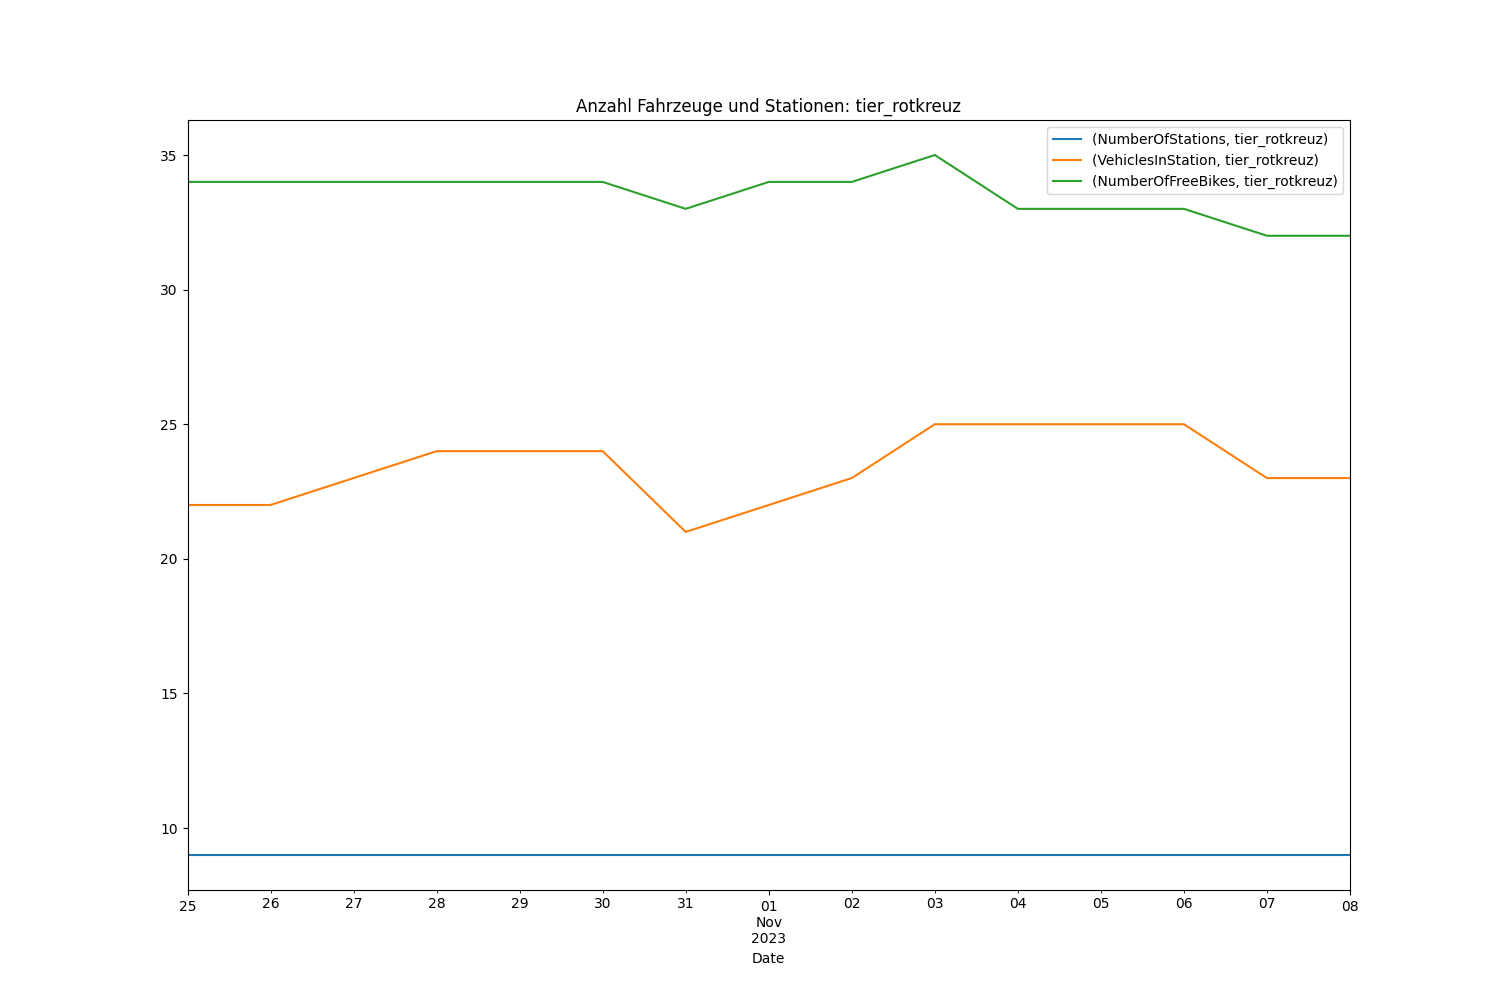 Anzahl Fahrzeuge und Stationen: tier_rotkreuz
(NumberOfStations, tier_rotkreuz)
(VehiclesInStation, tier_rotkreuz)
(NumberOfFreeBikes, tier_rotkreuz)
35
30
25
20
15
10
25 26 27 28 29 30 31 01 02 03 04 05 06 07 08
Nov
2023
Date